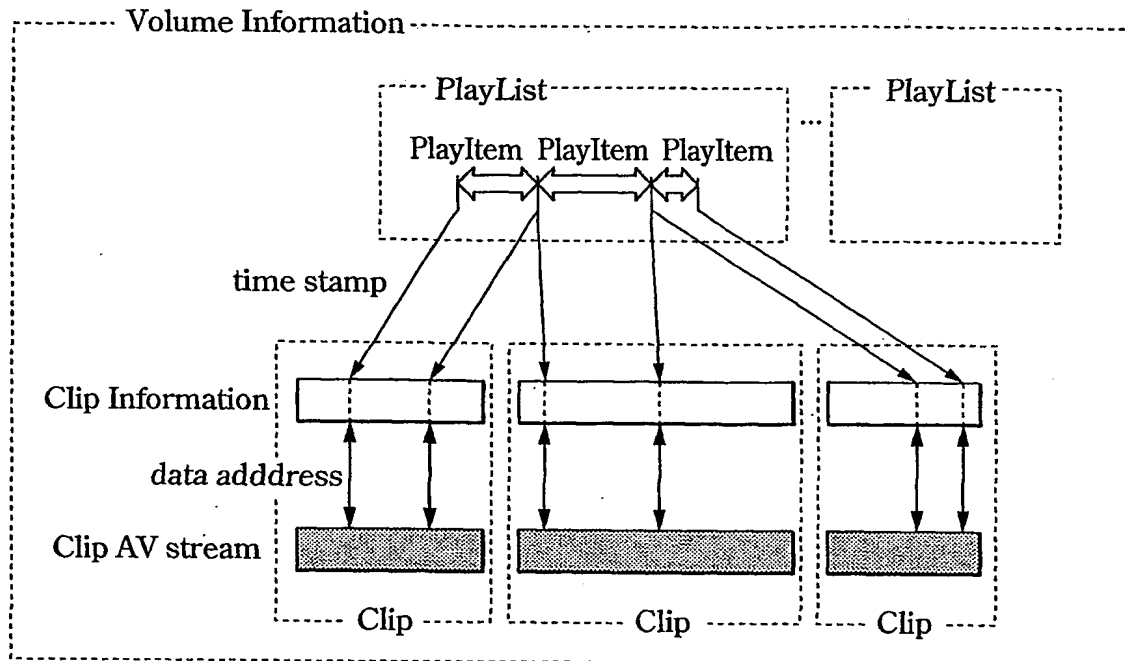 Volume Information
PlayList
PlayList
...
PlayItem PlayItem PlayItem
time stamp
Clip Information
data adddress
Clip AV stream
Clip
Clip
Clip